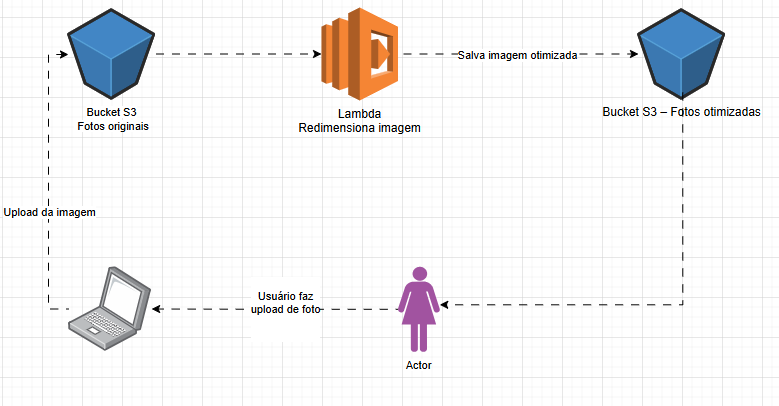 Bucket S3
Fotos originais
Lambda
Redimensiona imagem
Salva imagem otimizada
Bucket S3 – Fotos otimizadas
Upload da imagem
Usuário faz
upload de foto
Actor